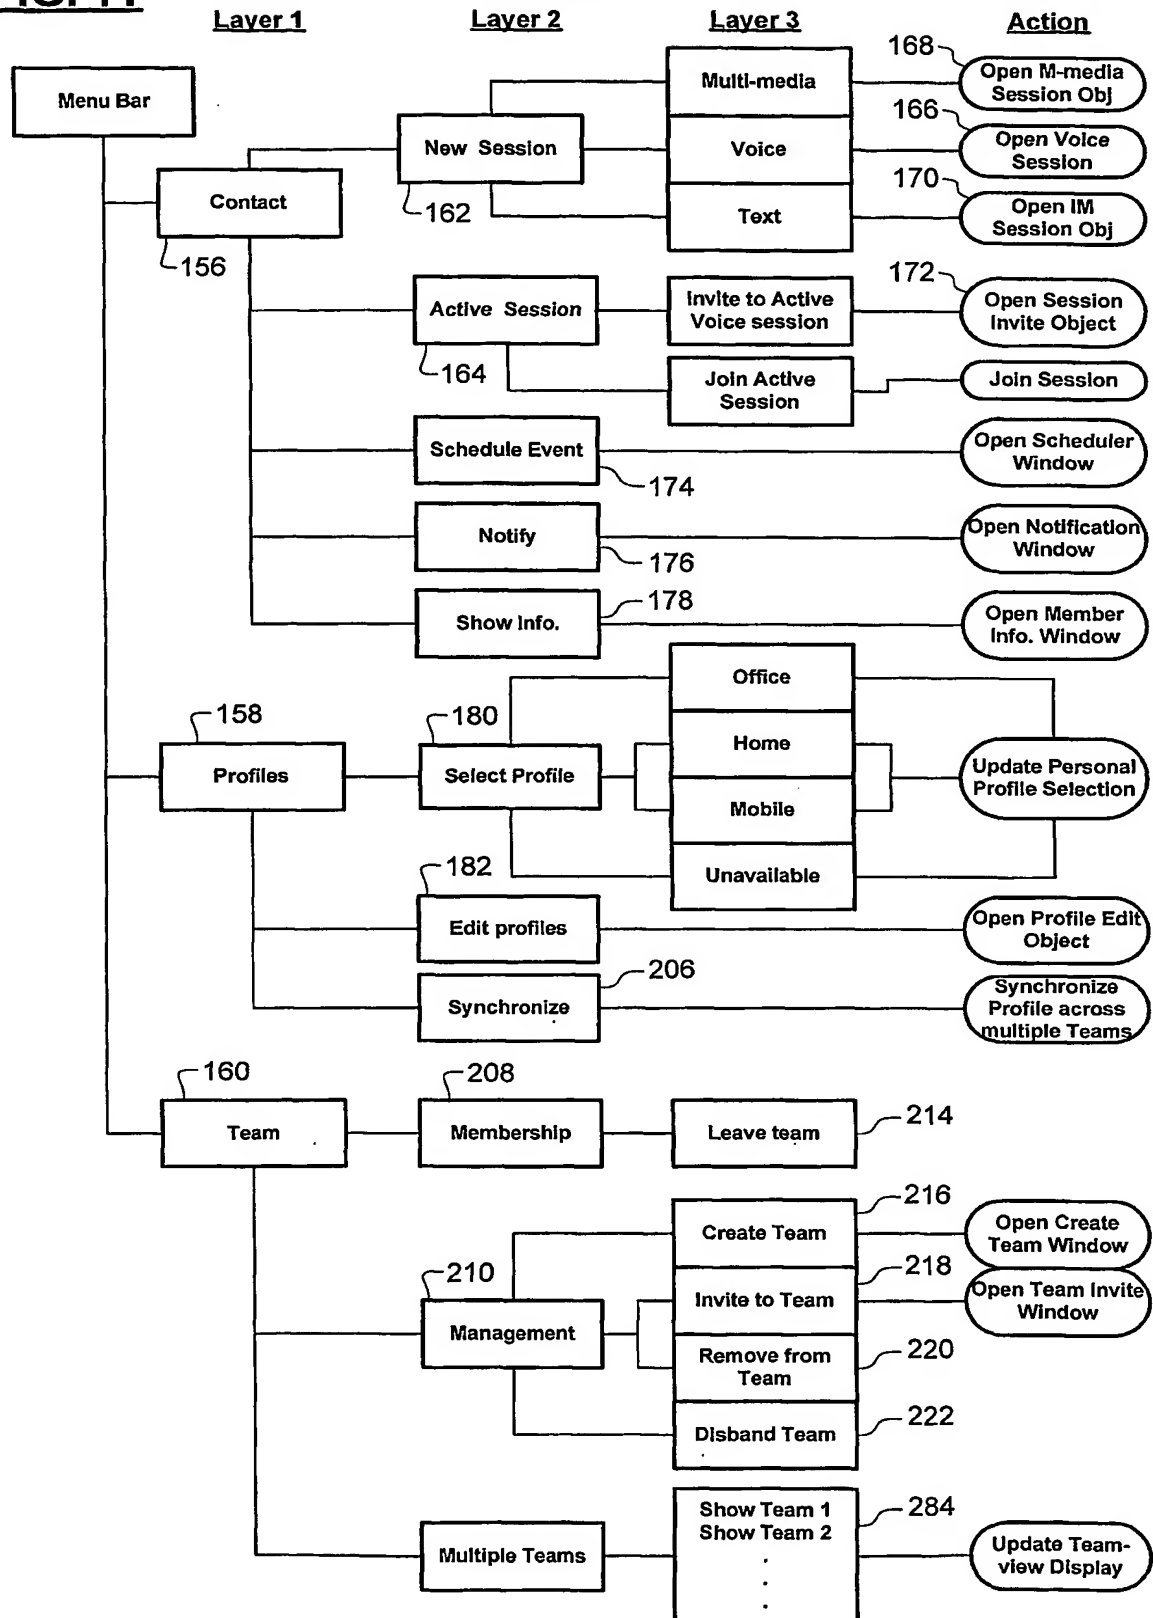 Layer 1
Layer 2
Layer 3
Action
Menu Bar
Contact
156
New Session
162
Multi-media
Voice
Text
168
Open M-media
Session Obj
166
Open Voice
Session
170
Open IM
Session Obj
Active Session
164
Invite to Active
Voice session
172
Open Session
Invite Object
Join Active
Session
Join Session
Schedule Event
174
Open Scheduler
Window
Notify
176
Open Notification
Window
Show Info.
178
Open Member
Info. Window
158
Profiles
180
Select Profile
Office
Home
Mobile
Unavailable
Update Personal
Profile Selection
182
Edit profiles
Open Profile Edit
Object
206
Synchronize
Synchronize
Profile across
multiple Teams
160
Team
208
Membership
Leave team
214
210
Management
Create Team
216
Open Create
Team Window
Invite to Team
218
Open Team Invite
Window
Remove from
Team
220
Disband Team
222
Multiple Teams
Show Team 1
Show Team 2
.
.
.
284
Update Team-
view Display